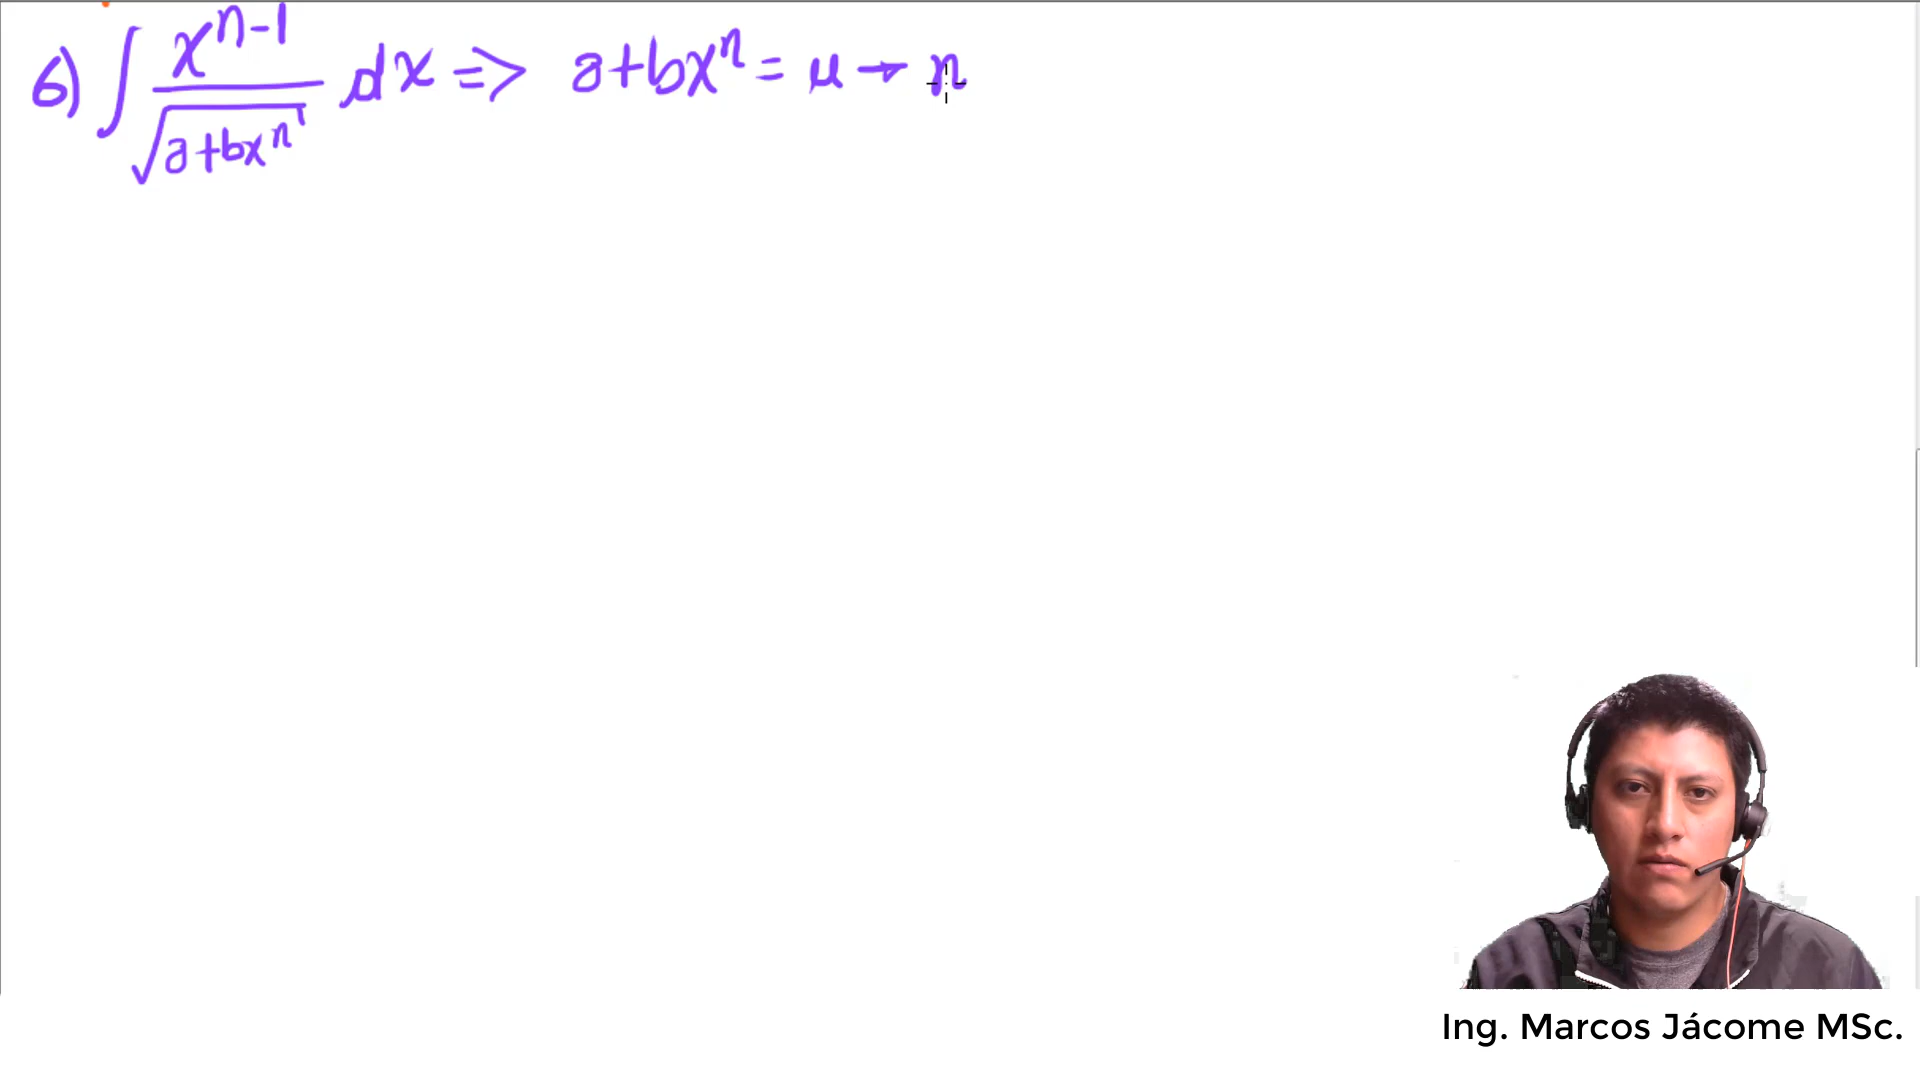 6) ∫ x^{n-1} / √(a+bx^n) dx => a+bx^n = u → n
Ing. Marcos Jácome MSc.